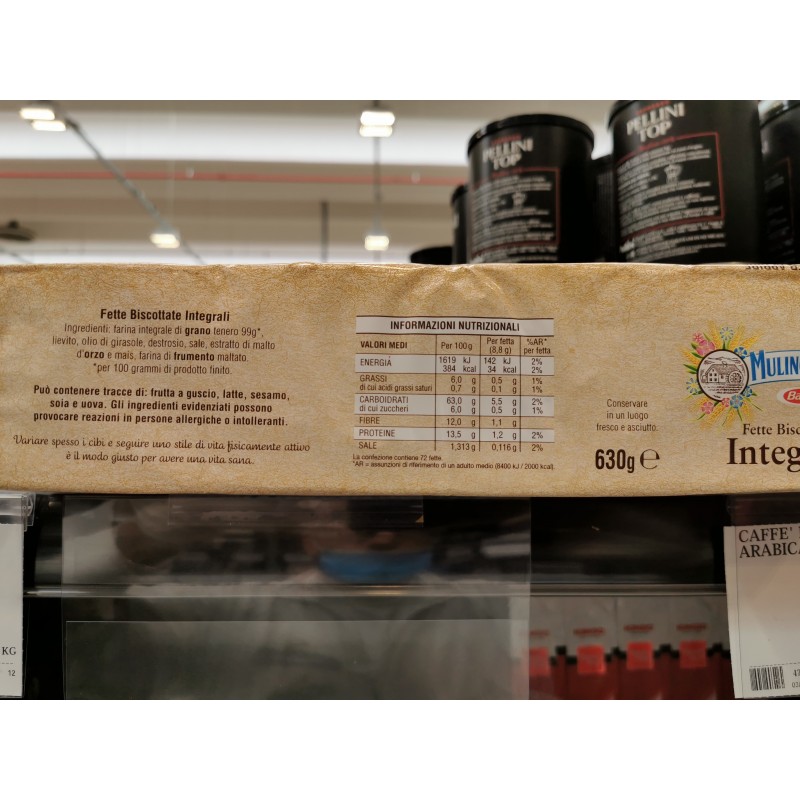 PELLINI
TOP
PELLINI
TOP
Fette Biscottate Integrali
Ingredienti: farina integrale di grano tenero 99g*,
lievito, olio di girasole, destrosio, sale, estratto di malto
d'orzo e mais, farina di frumento maltato.
*per 100 grammi di prodotto finito.
Può contenere tracce di: frutta a guscio, latte, sesamo,
soia e uova. Gli ingredienti evidenziati possono
provocare reazioni in persone allergiche o intolleranti.
Variare spesso i cibi e seguire uno stile di vita fisicamente attivo
è il modo giusto per avere una vita sana.
INFORMAZIONI NUTRIZIONALI
VALORI MEDI Per 100g Per fetta (8,8 g) %AR* per fetta
ENERGIA 1619 kJ 142 kJ 2%
384 kcal 34 kcal 2%
GRASSI 6,0 g 0,5 g 1%
di cui acidi grassi saturi 0,7 g 0,1 g 1%
CARBOIDRATI 63,0 g 5,5 g 2%
di cui zuccheri 6,0 g 0,5 g 1%
FIBRE 12,0 g 1,1 g
PROTEINE 13,5 g 1,2 g 2%
SALE 1,313 g 0,116 g 2%
La confezione contiene 72 fette.
*AR = assunzioni di riferimento di un adulto medio (8400 kJ / 2000 kcal).
Conservare
in un luogo
fresco e asciutto.
630g e
MULINO
Ba
Fette Bisco
Integ
CAFFE'
ARABICA
KG
12